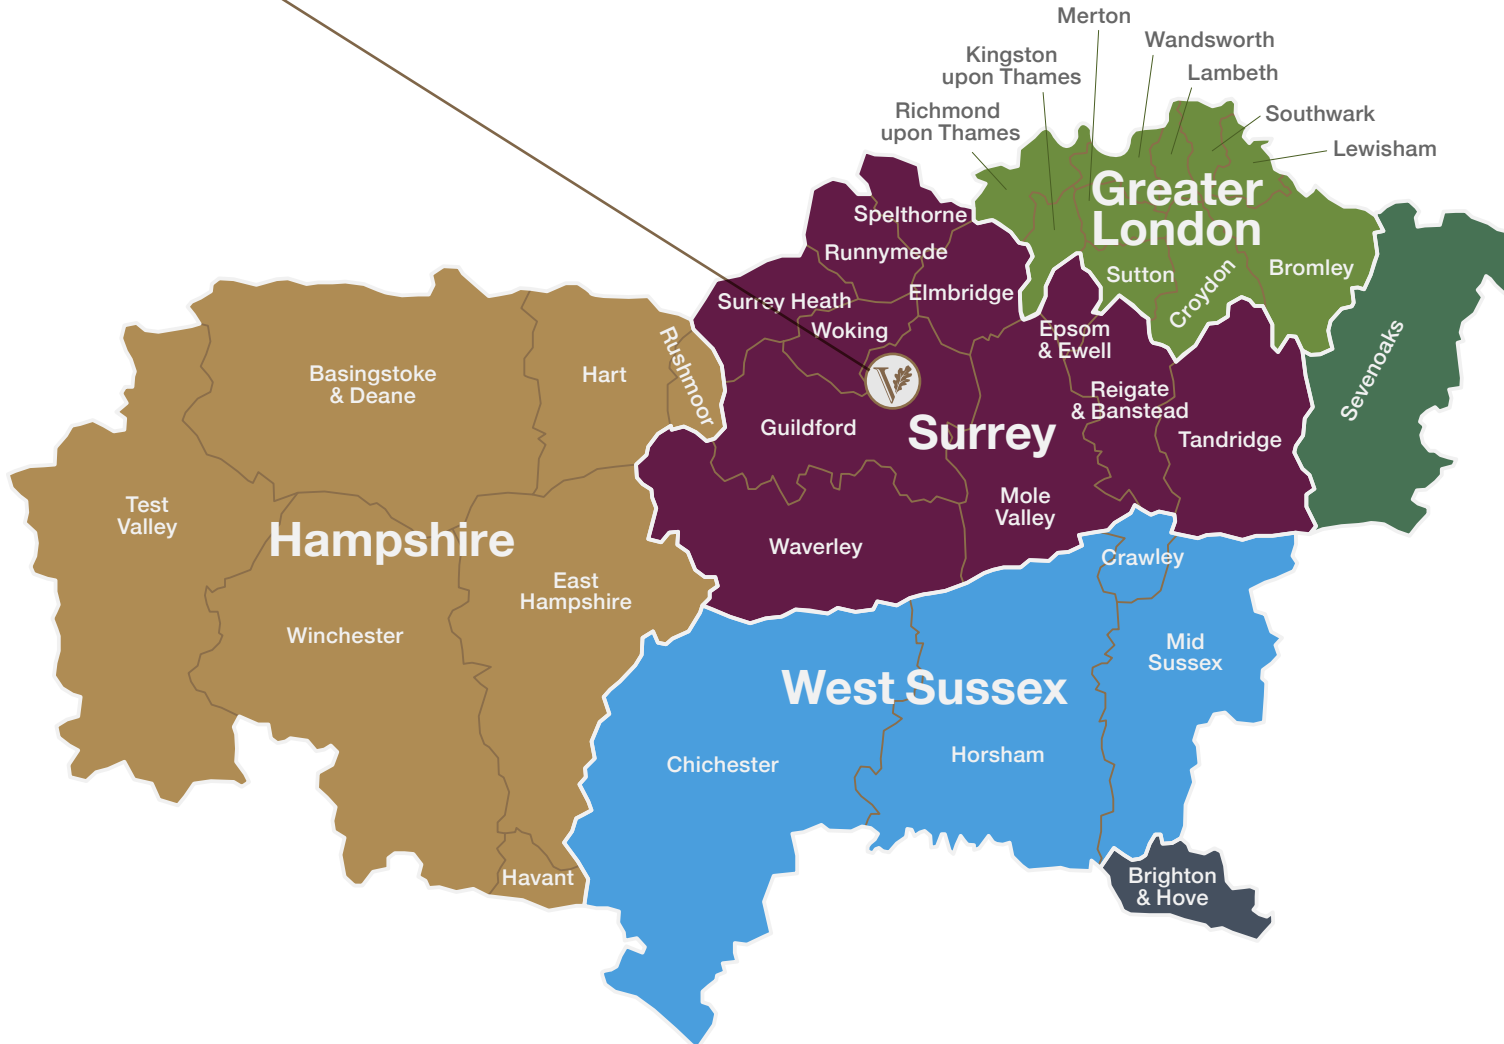 Merton
Wandsworth
Kingston
upon Thames
Lambeth
Richmond
upon Thames
Southwark
Lewisham
Greater
London
Spelthorne
Runnymede
Sutton
Croydon
Bromley
Surrey Heath
Elmbridge
Woking
Epsom
& Ewell
Sevenoaks
Rushmoor
Basingstoke
& Deane
Hart
V
Reigate
& Banstead
Guildford
Surrey
Tandridge
Test
Valley
Hampshire
Mole
Valley
Waverley
Crawley
East
Hampshire
Winchester
Mid
Sussex
West Sussex
Chichester
Horsham
Havant
Brighton
& Hove